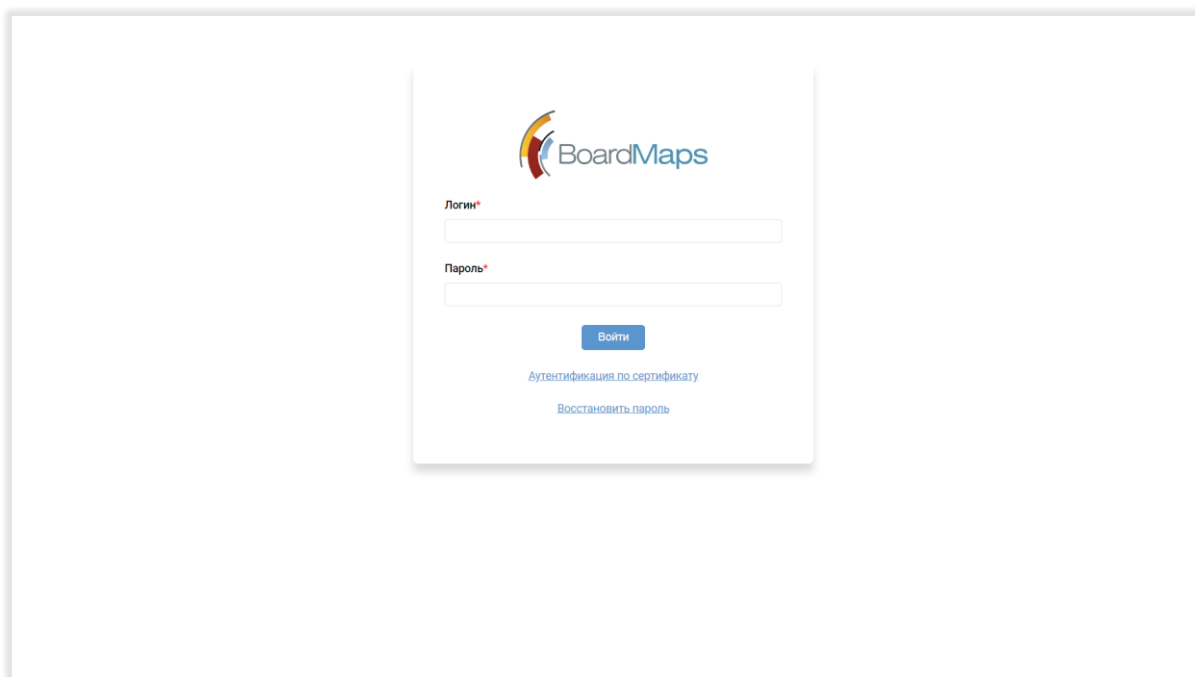 BoardMaps
Логин*
Пароль*
Войти
Аутентификация по сертификату
Восстановить пароль